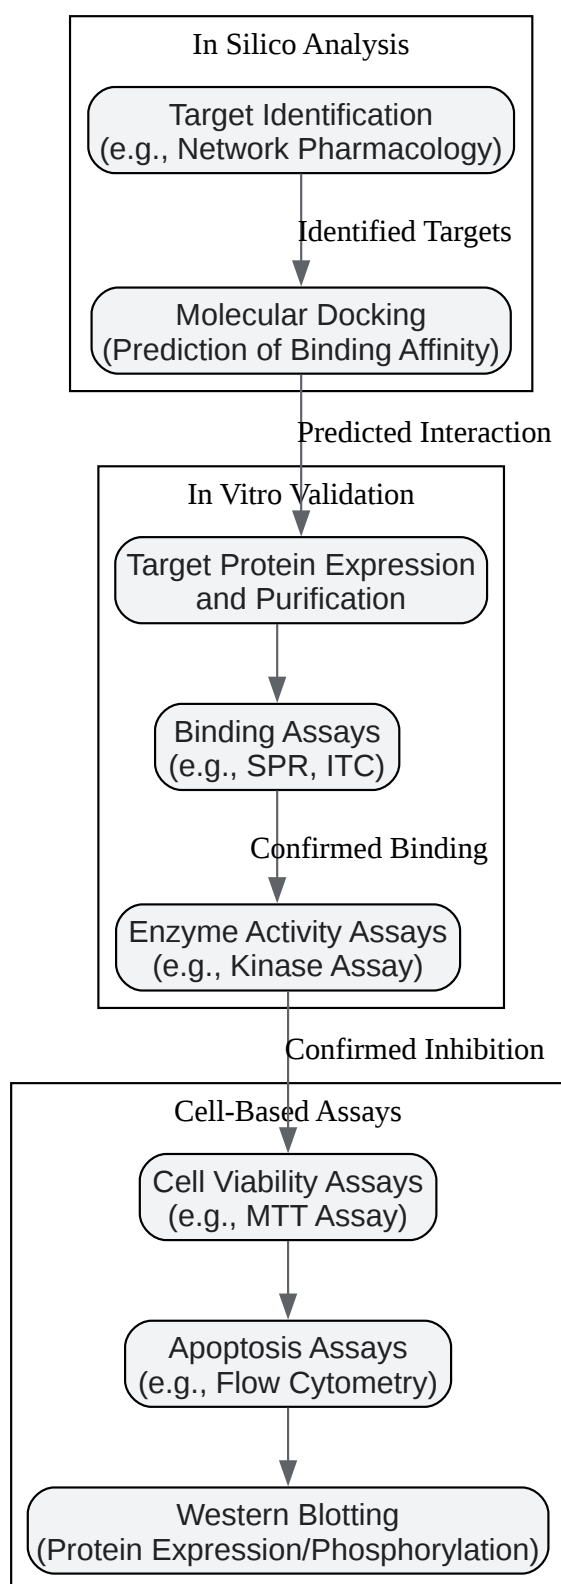 In Silico Analysis
Target Identification
(e.g., Network Pharmacology)
Identified Targets
Molecular Docking
(Prediction of Binding Affinity)
Predicted Interaction
In Vitro Validation
Target Protein Expression
and Purification
Binding Assays
(e.g., SPR, ITC)
Confirmed Binding
Enzyme Activity Assays
(e.g., Kinase Assay)
Confirmed Inhibition
Cell-Based Assays
Cell Viability Assays
(e.g., MTT Assay)
Apoptosis Assays
(e.g., Flow Cytometry)
Western Blotting
(Protein Expression/Phosphorylation)